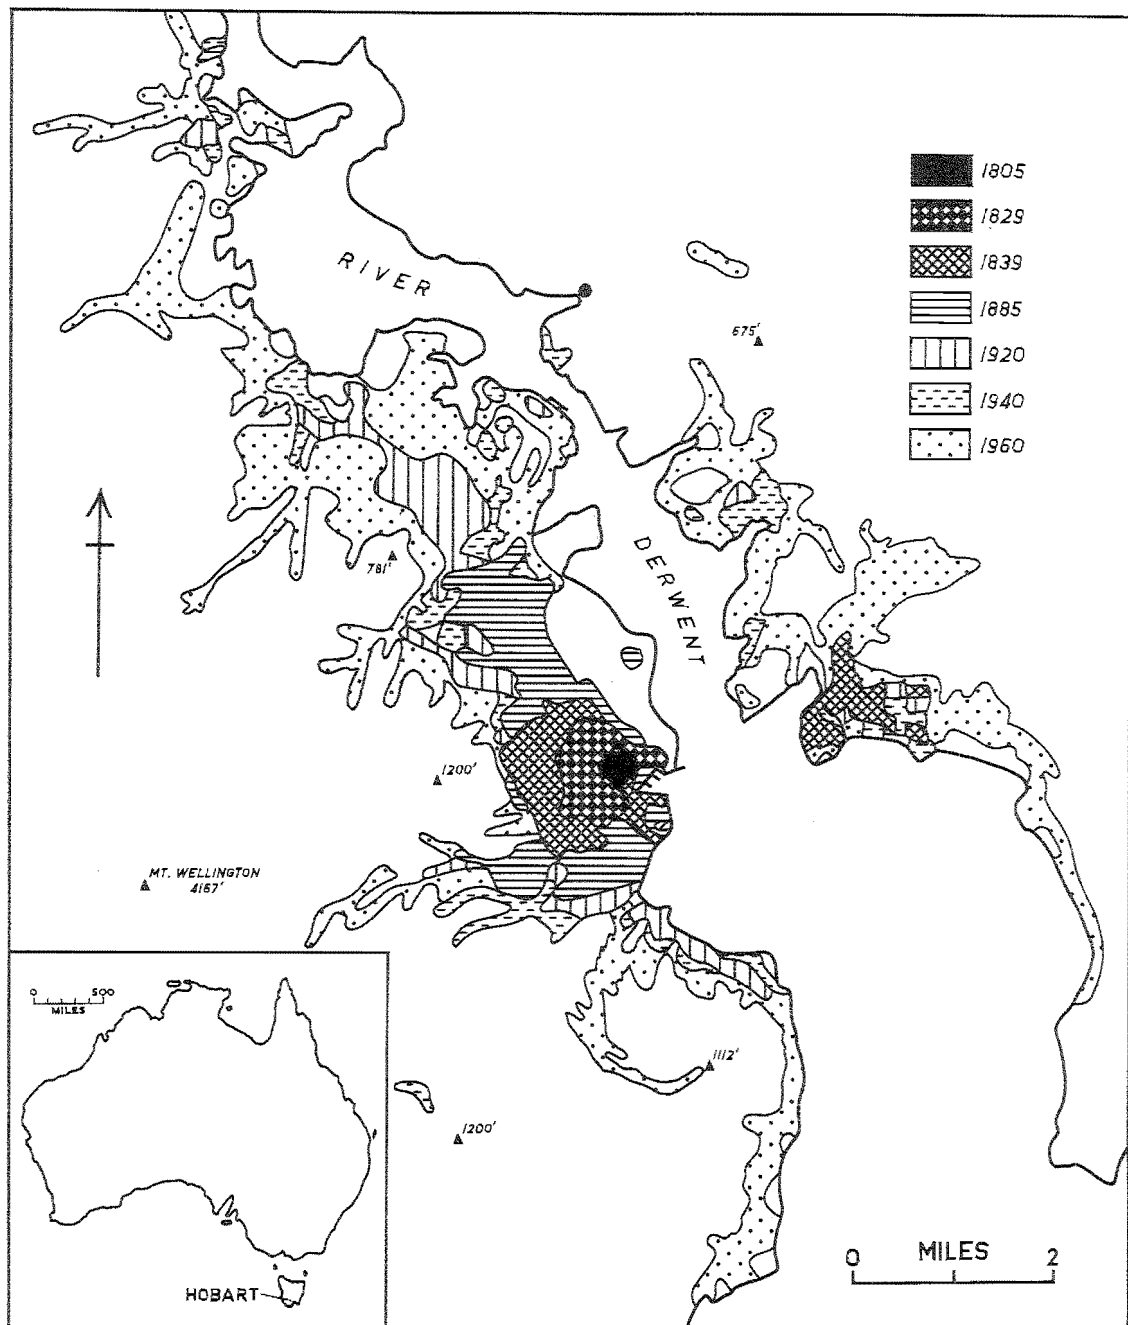 1805
1829
1839
1885
1920
1940
1960
RIVER
DERWENT
675'
781'
1200'
MT. WELLINGTON
4167'
1112'
1200'
0 500
MILES
HOBART
MILES
0 2